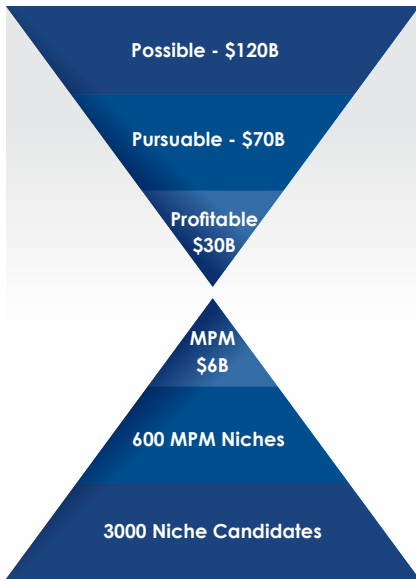 Possible - $120B
Pursuable - $70B
Profitable
$30B
MPM
$6B
600 MPM Niches
3000 Niche Candidates